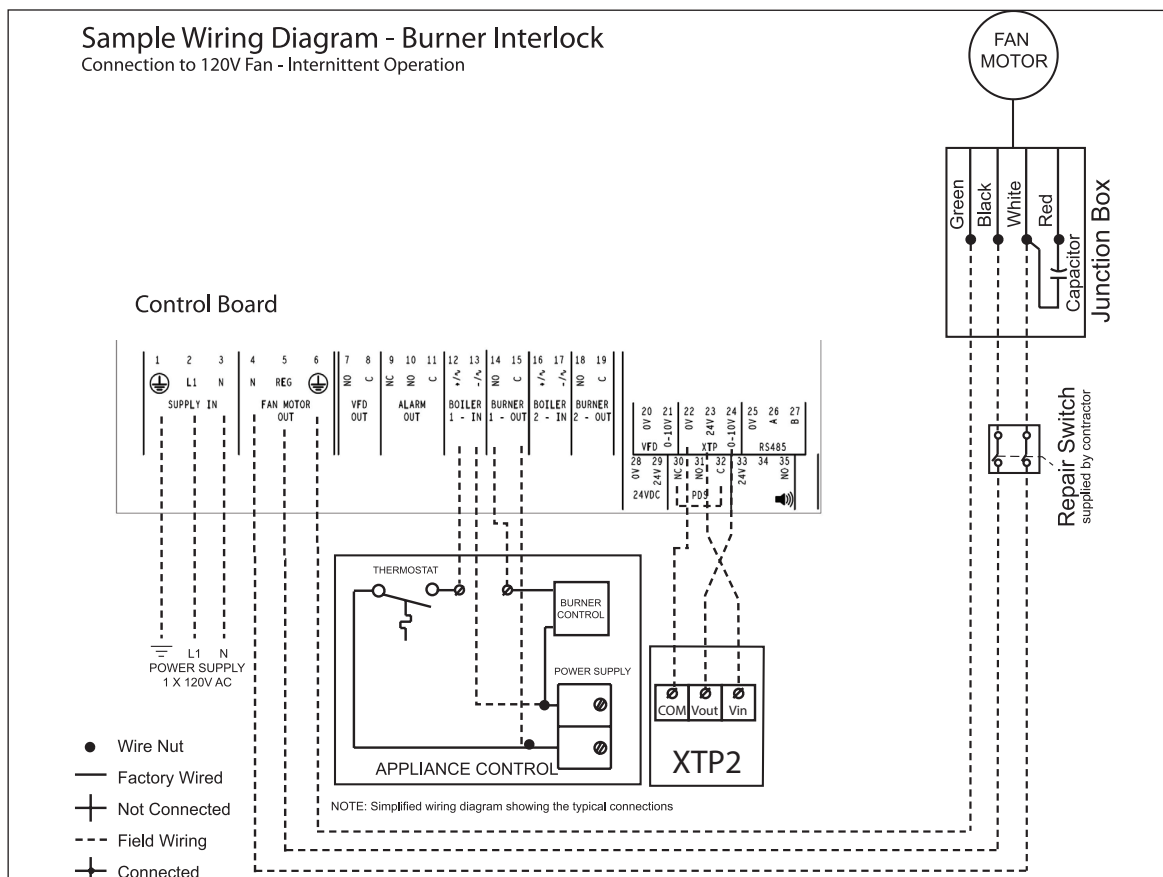 Sample Wiring Diagram - Burner Interlock
Connection to 120V Fan - Internittent Operation
FAN
MOTOR
Green
Black
White
Red
Capacitor
Junction Box
Control Board
1 2 3 4 5 6 7 8 9 10 11 12 13 14 15 16 17 18 19
L1 N N REG NO C NC NO C +/∿ -/∿ NO C +/∿ -/∿ NO C
SUPPLY IN
FAN MOTOR
OUT
VFD
OUT
ALARM
OUT
BOILER
1 - IN
BURNER
1 - OUT
BOILER
2 - IN
BURNER
2 - OUT
20 21 22 23 24 25 26 27
0V 0-10V 0V 24V 0-10V 0V A B
VFD XTP RS485
28 29 30 31 32 33 34 35
0V 24V NC NO C 24V NO
24VDC PDS
Repair Switch
supplied by contractor
THERMOSTAT
BURNER
CONTROL
POWER SUPPLY
APPLIANCE CONTROL
COM Vout Vin
XTP2
L1 N
POWER SUPPLY
1 X 120V AC
Wire Nut
Factory Wired
Not Connected
Field Wiring
Connected
NOTE: Simplified wiring diagram showing the typical connections